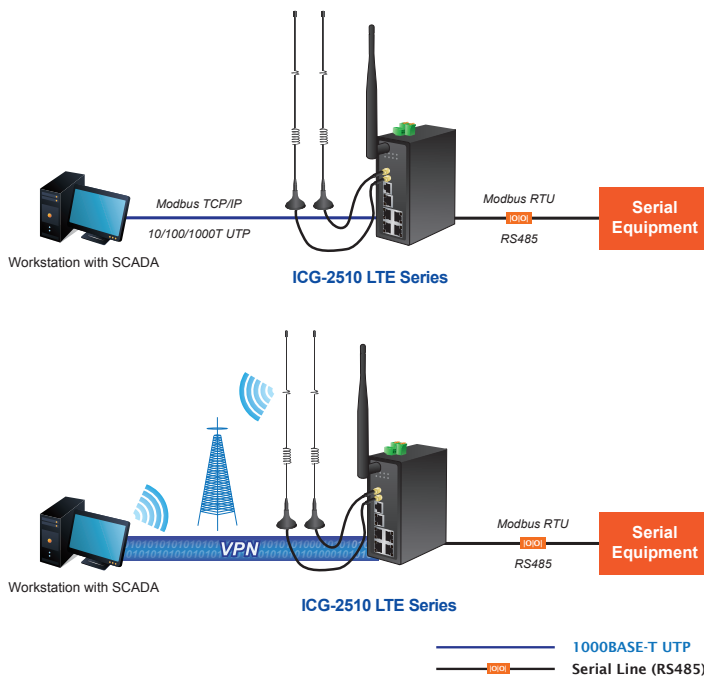 Modbus TCP/IP
10/100/1000T UTP
Modbus RTU
|O|O|
RS485
Serial
Equipment
Workstation with SCADA
ICG-2510 LTE Series
VPN
Modbus RTU
|O|O|
RS485
Serial
Equipment
Workstation with SCADA
ICG-2510 LTE Series
1000BASE-T UTP
|O|O|
Serial Line (RS485)